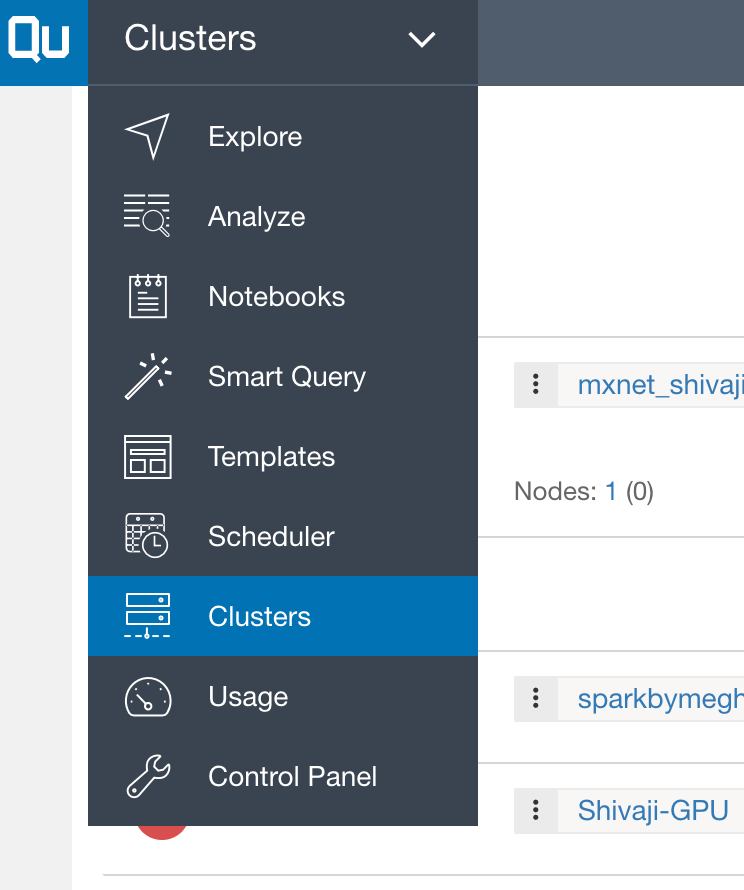 Qu
Clusters
Explore
Analyze
Notebooks
Smart Query
Templates
Scheduler
Clusters
Usage
Control Panel
mxnet_shivaji
Nodes: 1 (0)
sparkbymegh
Shivaji-GPU